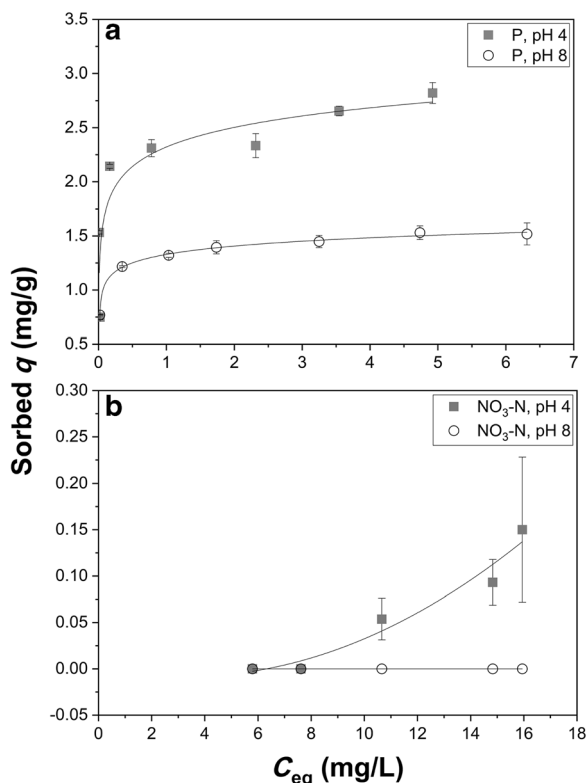 a
P, pH 4
P, pH 8
3.5
3.0
2.5
2.0
1.5
1.0
0.5
0 1 2 3 4 5 6 7
Sorbed q (mg/g)
b
NO₃-N, pH 4
NO₃-N, pH 8
0.30
0.25
0.20
0.15
0.10
0.05
0.00
-0.05
0 2 4 6 8 10 12 14 16 18
C_eq (mg/L)